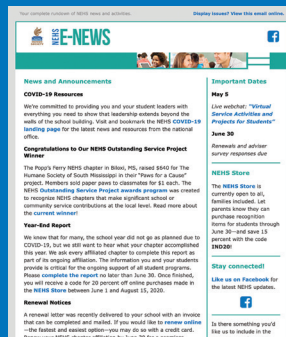 Your complete rundown of NEHS news and activities.
Display issues? View this email online.
NEHS
E-NEWS
News and Announcements
COVID-19 Resources
We're committed to providing you and your student leaders with
everything you need to show that leadership extends beyond the
walls of the school building. Visit and bookmark the NEHS COVID-19
landing page for the latest news and resources from the national
office.
Congratulations to Our NEHS Outstanding Service Project
Winner
The Popp's Ferry NEHS chapter in Biloxi, MS, raised $640 for The
Humane Society of South Mississippi in their "Paws for a Cause"
project. Members sold paper paws to classmates for $1 each. The
NEHS Outstanding Service Project awards program was created
to recognize NEHS chapters that make significant school or
community service contributions at the local level. Read more about
the current winner!
Year-End Report
We know that for many, the school year did not go as planned due to
COVID-19, but we still want to hear what your chapter accomplished
this year. We ask every affiliated chapter to complete this report as
part of its ongoing affiliation. The information you and your students
provide is critical for the ongoing support of all student programs.
Please complete the report no later than June 30. Once finished,
you will receive a code for 20 percent off online purchases made in
the NEHS Store between June 1 and August 15, 2020.
Renewal Notices
A renewal letter was recently delivered to your school with an invoice
that can be completed and mailed. If you would like to renew online
—the fastest and easiest option—you may do so with a credit card.
Important Dates
May 5
Live webchat: "Virtual
Service Activities and
Projects for Students"
June 30
Renewals and adviser
survey responses due
NEHS Store
The NEHS Store is
currently open to all,
families included. Let
parents know they can
purchase recognition
items for students through
June 30—and save 15
percent with the code
IND20!
Stay connected!
Like us on Facebook for
the latest NEHS updates.
Is there something you'd
like us to include in the